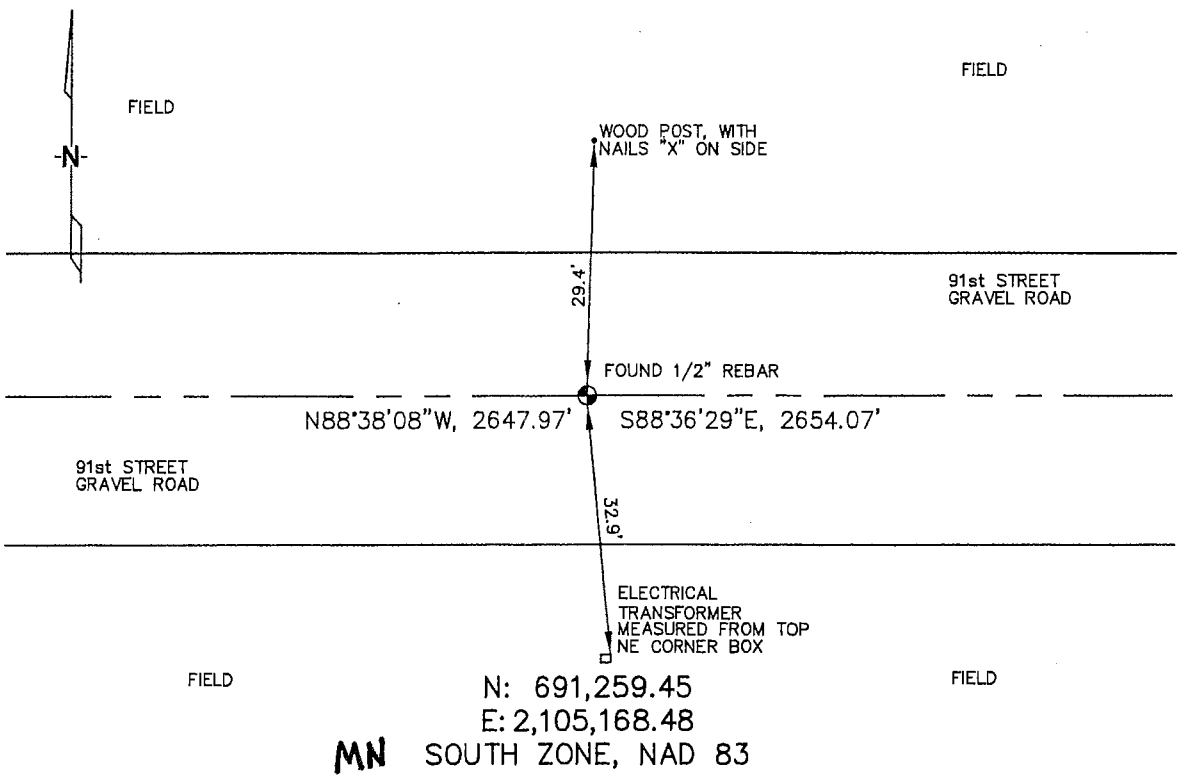 FIELD
FIELD
-N-
WOOD POST, WITH
NAILS "X" ON SIDE
91st STREET
GRAVEL ROAD
29.4'
FOUND 1/2" REBAR
N88°38'08"W, 2647.97'
S88°36'29"E, 2654.07'
91st STREET
GRAVEL ROAD
32.9'
ELECTRICAL
TRANSFORMER
MEASURED FROM TOP
NE CORNER BOX
FIELD
FIELD
N: 691,259.45
E: 2,105,168.48
MN SOUTH ZONE, NAD 83